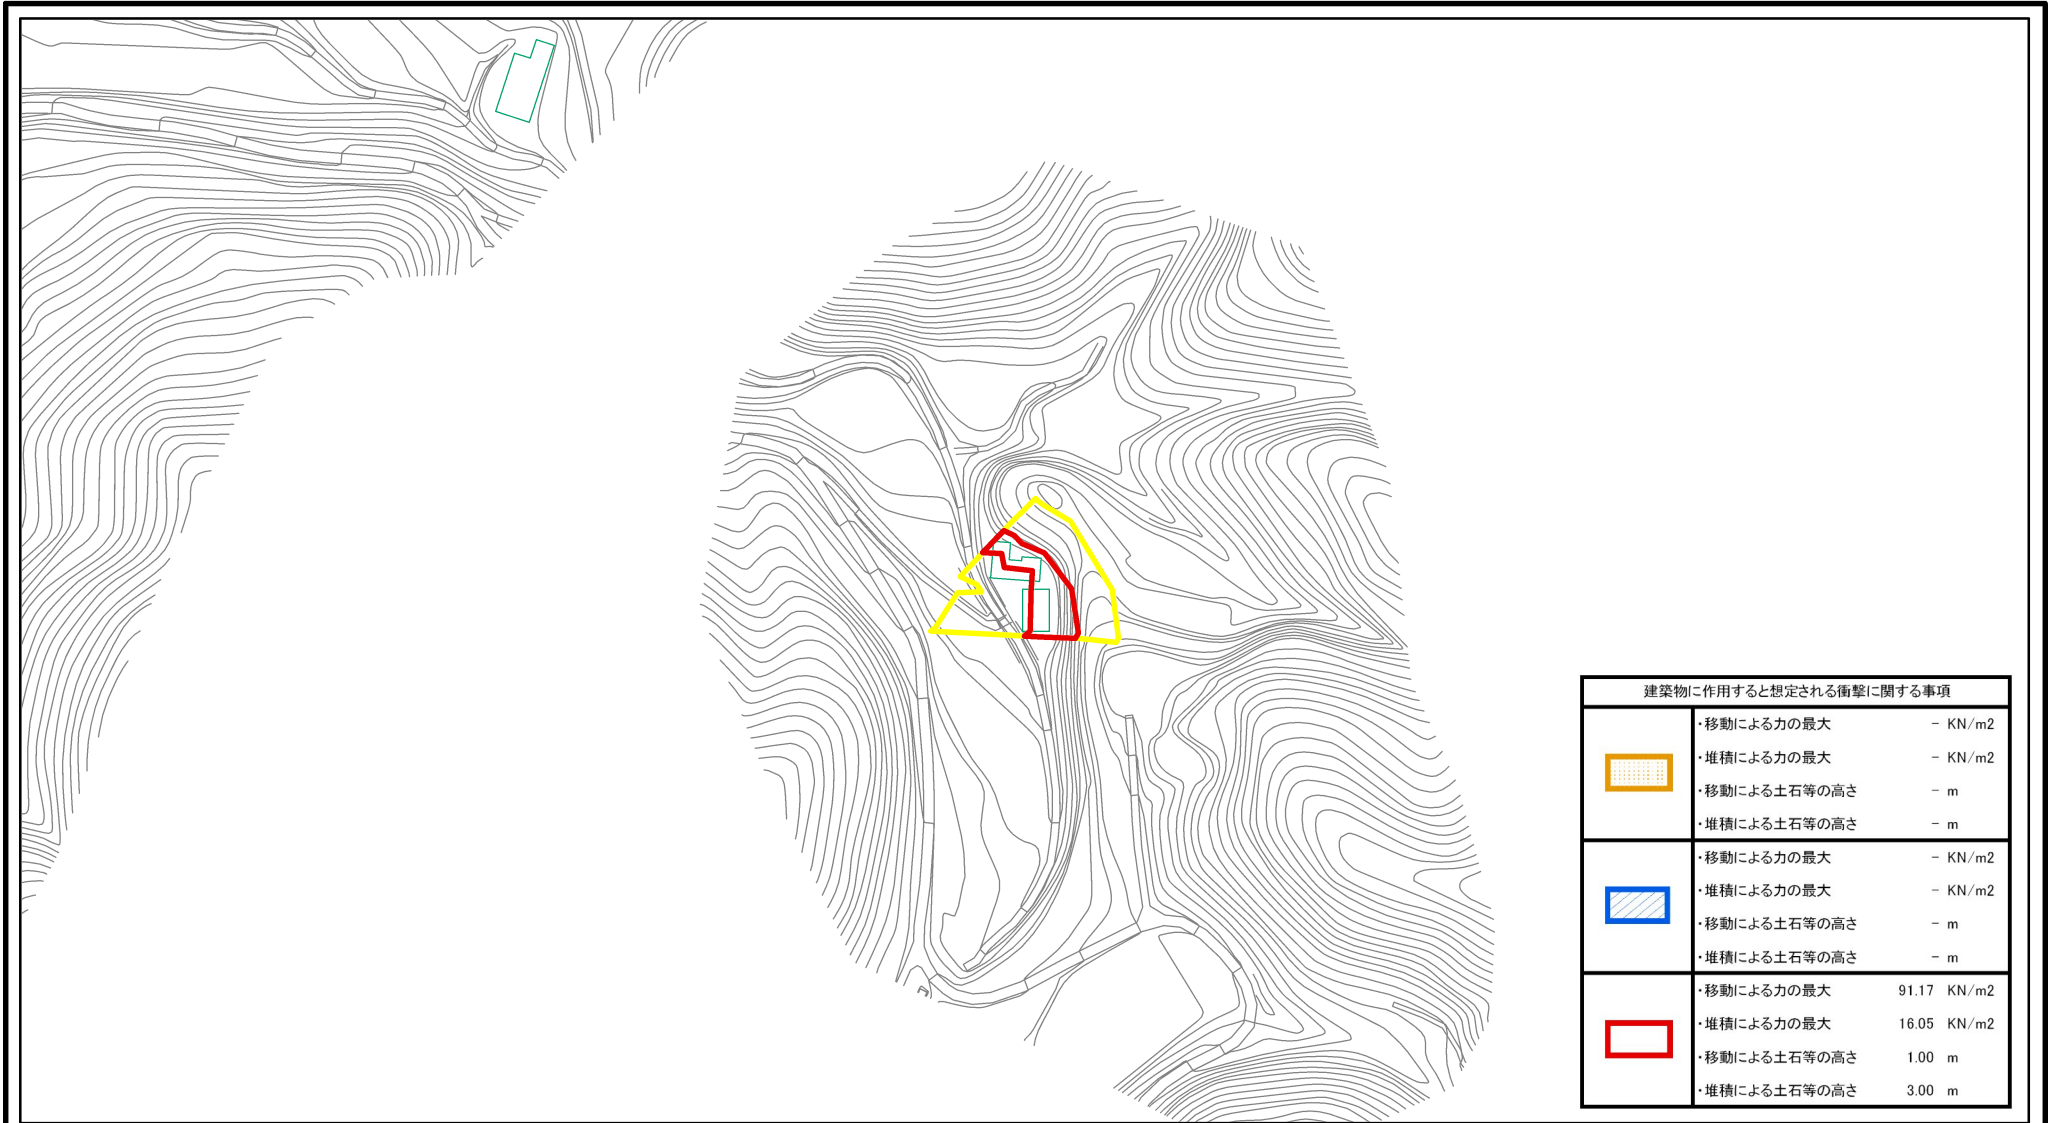 建築物に作用すると想定される衝撃に関する事項
・移動による力の最大 - KN/m2
・堆積による力の最大 - KN/m2
・移動による土石等の高さ - m
・堆積による土石等の高さ - m
・移動による力の最大 - KN/m2
・堆積による力の最大 - KN/m2
・移動による土石等の高さ - m
・堆積による土石等の高さ - m
・移動による力の最大 91.17 KN/m2
・堆積による力の最大 16.05 KN/m2
・移動による土石等の高さ 1.00 m
・堆積による土石等の高さ 3.00 m